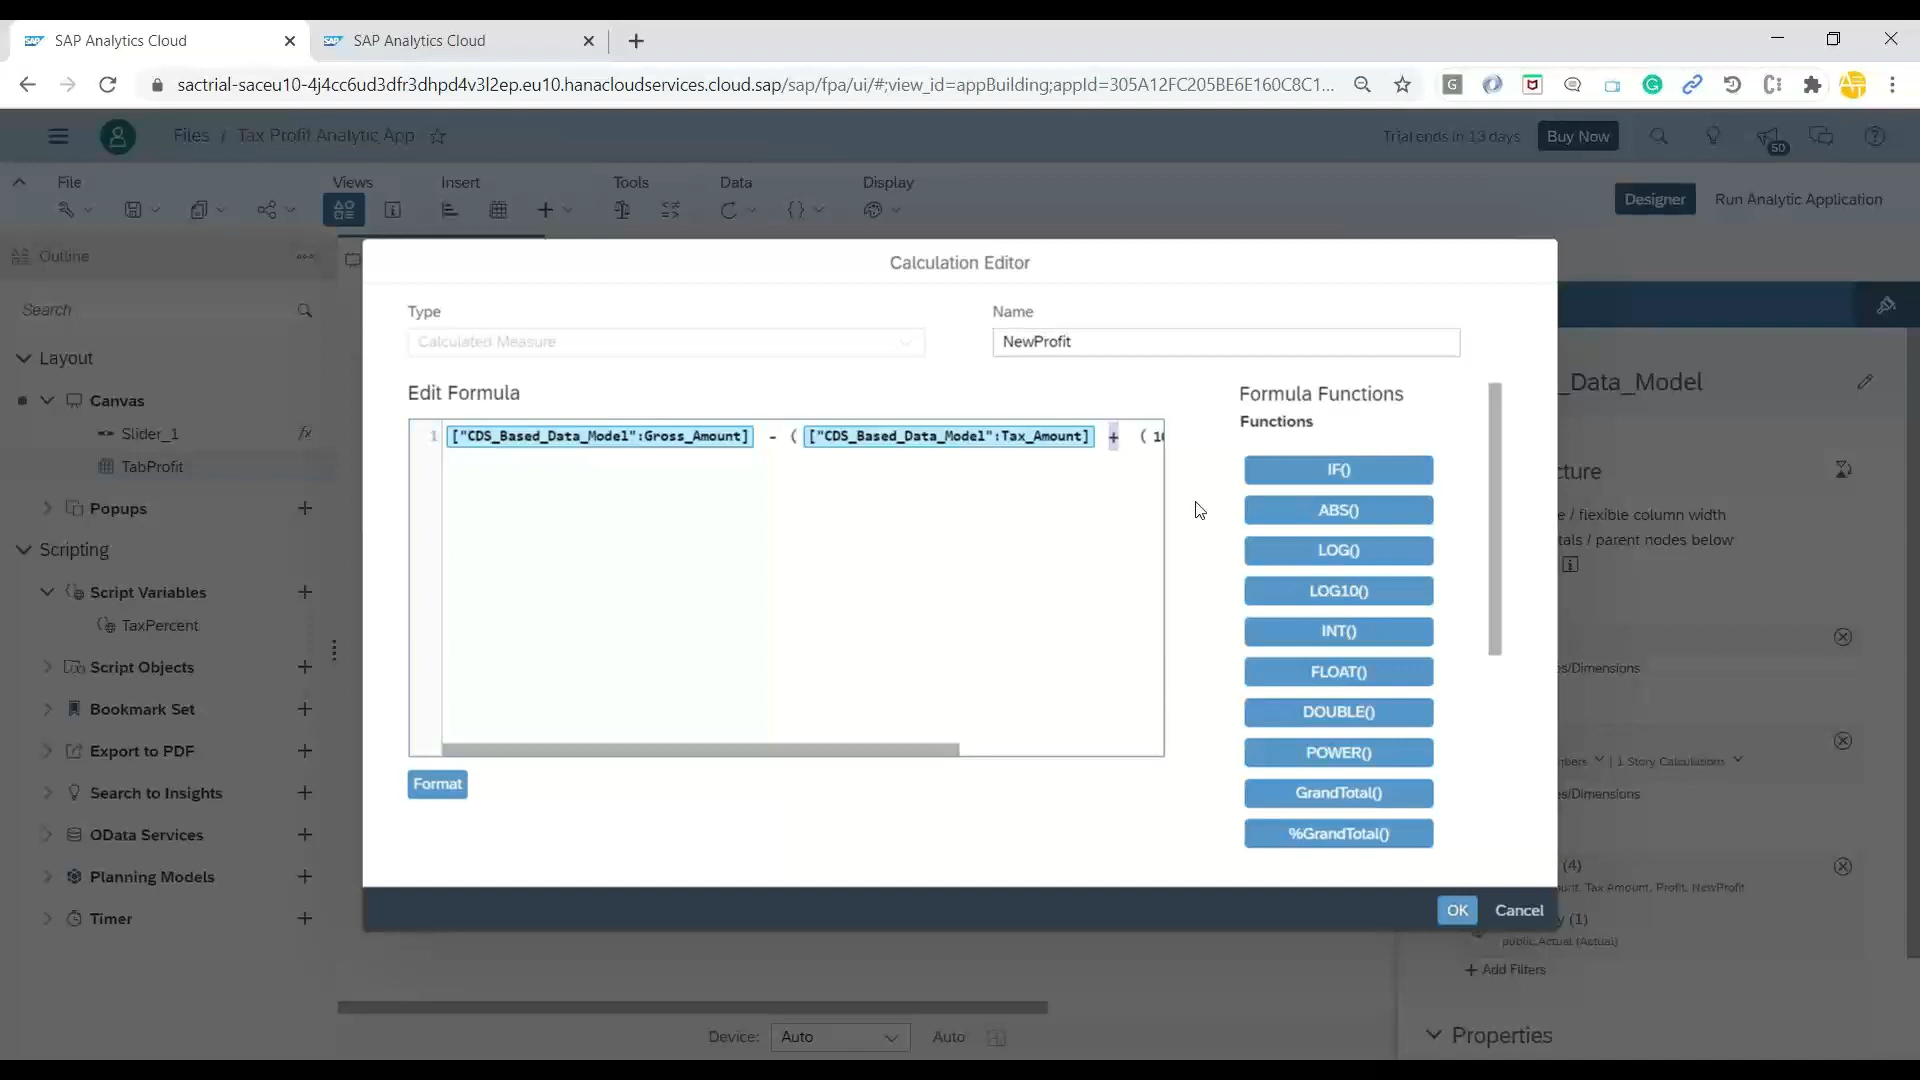 SAP Analytics Cloud
SAP Analytics Cloud
sactrial-saceu10-4j4cc6ud3dfr3dhpd4v3l2ep.eu10.hanacloudservices.cloud.sap/sap/fpa/ui/#;view_id=appBuilding;appId=305A12FC205BE6E160C8C1...
Files / Tax Profit Analytic App
Trial ends in 13 days
Buy Now
50
File
Views
Insert
Tools
Data
Display
Designer
Run Analytic Application
Outline
Search
Layout
Canvas
Slider_1
TabProfit
Popups
Scripting
Script Variables
TaxPercent
Script Objects
Bookmark Set
Export to PDF
Search to Insights
OData Services
Planning Models
Timer
Calculation Editor
Type
Calculated Measure
Name
NewProfit
Edit Formula
1 ["CDS_Based_Data_Model":Gross_Amount] - ( ["CDS_Based_Data_Model":Tax_Amount] + (
Format
Formula Functions
Functions
IF()
ABS()
LOG()
LOG10()
INT()
FLOAT()
DOUBLE()
POWER()
GrandTotal()
%GrandTotal()
OK
Cancel
_Data_Model
/ flexible column width
/ parent nodes below
/Dimensions
| 1 Story Calculations
/Dimensions
(4)
Tax Amount, Profit, NewProfit
(1)
public.Actual (Actual)
+ Add Filters
Properties
Device:
Auto
Auto